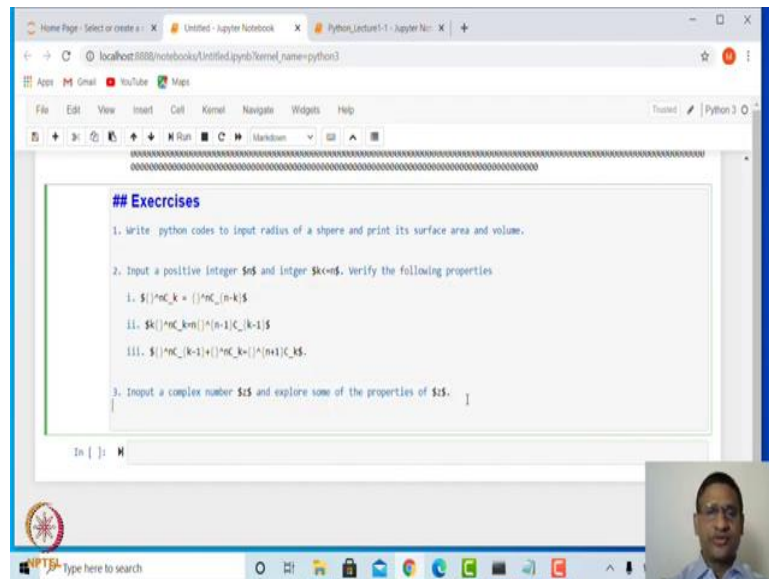 Home Page - Select or create a
Untitled - Jupyter Notebook
Python_Lecture1-1 - Jupyter No
localhost:8888/notebooks/Untitled.ipynb?kernel_name=python3
Apps Gmail YouTube Maps
File Edit View Insert Cell Kernel Navigate Widgets Help
Trusted Python 3
Run Markdown
## Execrcises
1. Write python codes to input radius of a shpere and print its surface area and volume.
2. Input a positive integer $n$ and intger $k<=n$. Verify the following properties
i. ${}^nC_k = {}^nC_{n-k}$
ii. $k{}^nC_k=n{}^{n-1}C_{k-1}$
iii. ${}^nC_{k-1}+{}^nC_k={}^{n+1}C_k$.
3. Inoput a complex number $z$ and explore some of the properties of $z$.
In [ ]:
NPTEL
Type here to search